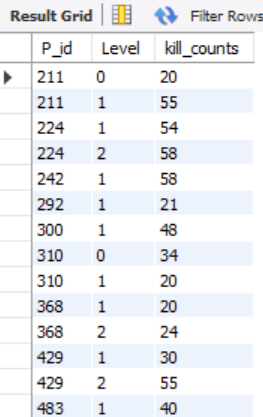 Result Grid Filter Rows
P_id Level kill_counts
211 0 20
211 1 55
224 1 54
224 2 58
242 1 58
292 1 21
300 1 48
310 0 34
310 1 20
368 1 20
368 2 24
429 1 30
429 2 55
483 1 40